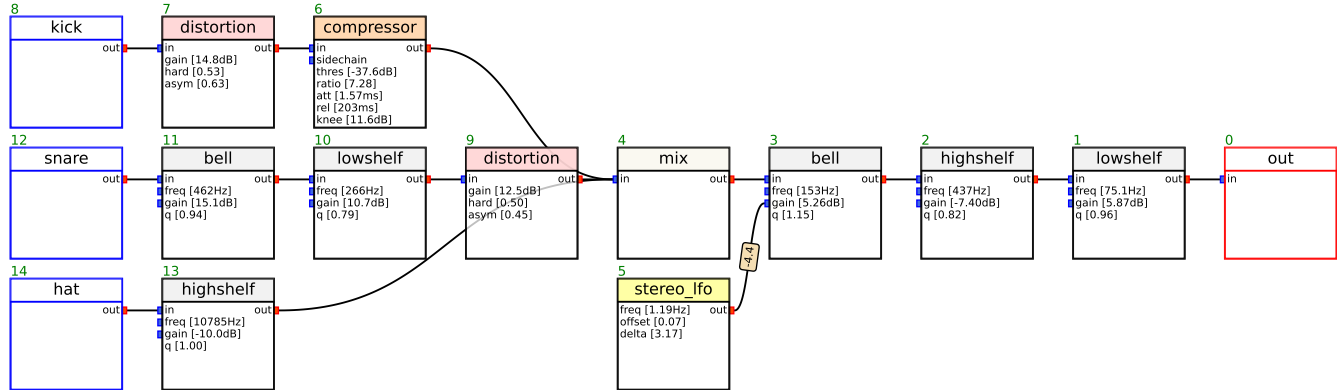 8
kick
out
7
distortion
in out
gain [14.8dB]
hard [0.53]
asym [0.63]
6
compressor
in out
sidechain
thres [-37.6dB]
ratio [7.28]
att [1.57ms]
rel [203ms]
knee [11.6dB]
12
snare
out
11
bell
in out
freq [462Hz]
gain [15.1dB]
q [0.94]
10
lowshelf
in out
freq [266Hz]
gain [10.7dB]
q [0.79]
9
distortion
in out
gain [12.5dB]
hard [0.50]
asym [0.45]
4
mix
in out
3
bell
in out
freq [153Hz]
gain [5.26dB]
q [1.15]
2
highshelf
in out
freq [437Hz]
gain [-7.40dB]
q [0.82]
1
lowshelf
in out
freq [75.1Hz]
gain [5.87dB]
q [0.96]
0
out
in
14
hat
out
13
highshelf
in out
freq [10785Hz]
gain [-10.0dB]
q [1.00]
5
stereo_lfo
freq [1.19Hz] out
offset [0.07]
delta [3.17]
-4.4